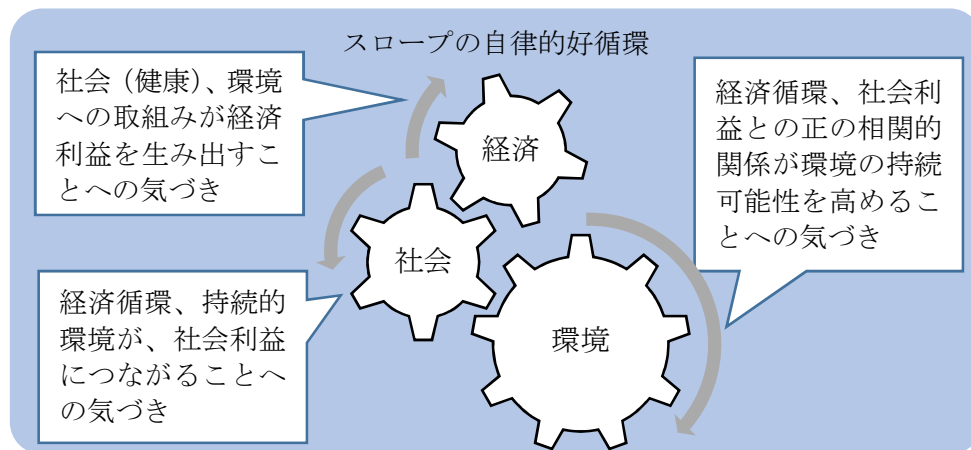 スロープの自律的好循環
社会（健康）、環境
への取組みが経済
利益を生み出すこ
とへの気づき
経済
経済循環、社会利
益との正の相関的
関係が環境の持続
可能性を高めるこ
とへの気づき
社会
経済循環、持続的
環境が、社会利益
につながることへ
の気づき
環境